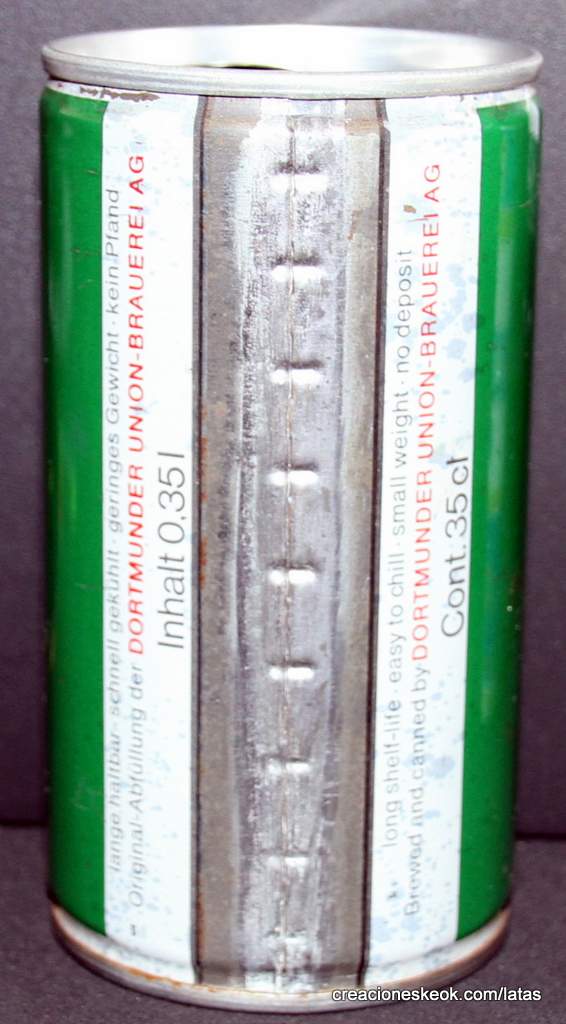 lange haltbar · schnell gekühlt · geringes Gewicht · kein Pfand
Original-Abfüllung der DORTMUNDER UNION-BRAUEREI AG
Inhalt 0,35 l
long shelf-life · easy to chill · small weight · no deposit
Brewed and canned by DORTMUNDER UNION-BRAUEREI AG
Cont. 35 cl
creacioneskeok.com/latas